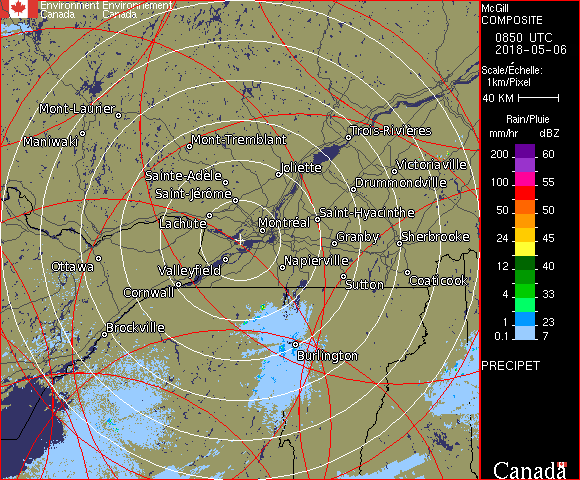 Environment Environnement
Canada Canada
McGill
COMPOSITE
0850 UTC
2018-05-06
Scale/Échelle:
1km/Pixel
40 KM
Rain/Pluie
mm/hr dBZ
200 60
100 55
50 50
24 45
12 40
4 33
1 23
0.1 7
PRECIPET
Canada
Mont-Laurier
Maniwaki
Mont-Tremblant
Trois-Rivières
Sainte-Adèle
Joliette
Victoriaville
Saint-Jérôme
Drummondville
Lachute
Montréal
Saint-Hyacinthe
Granby
Sherbrooke
Ottawa
Valleyfield
Napierville
Cornwall
Sutton
Coaticook
Brockville
Burlington